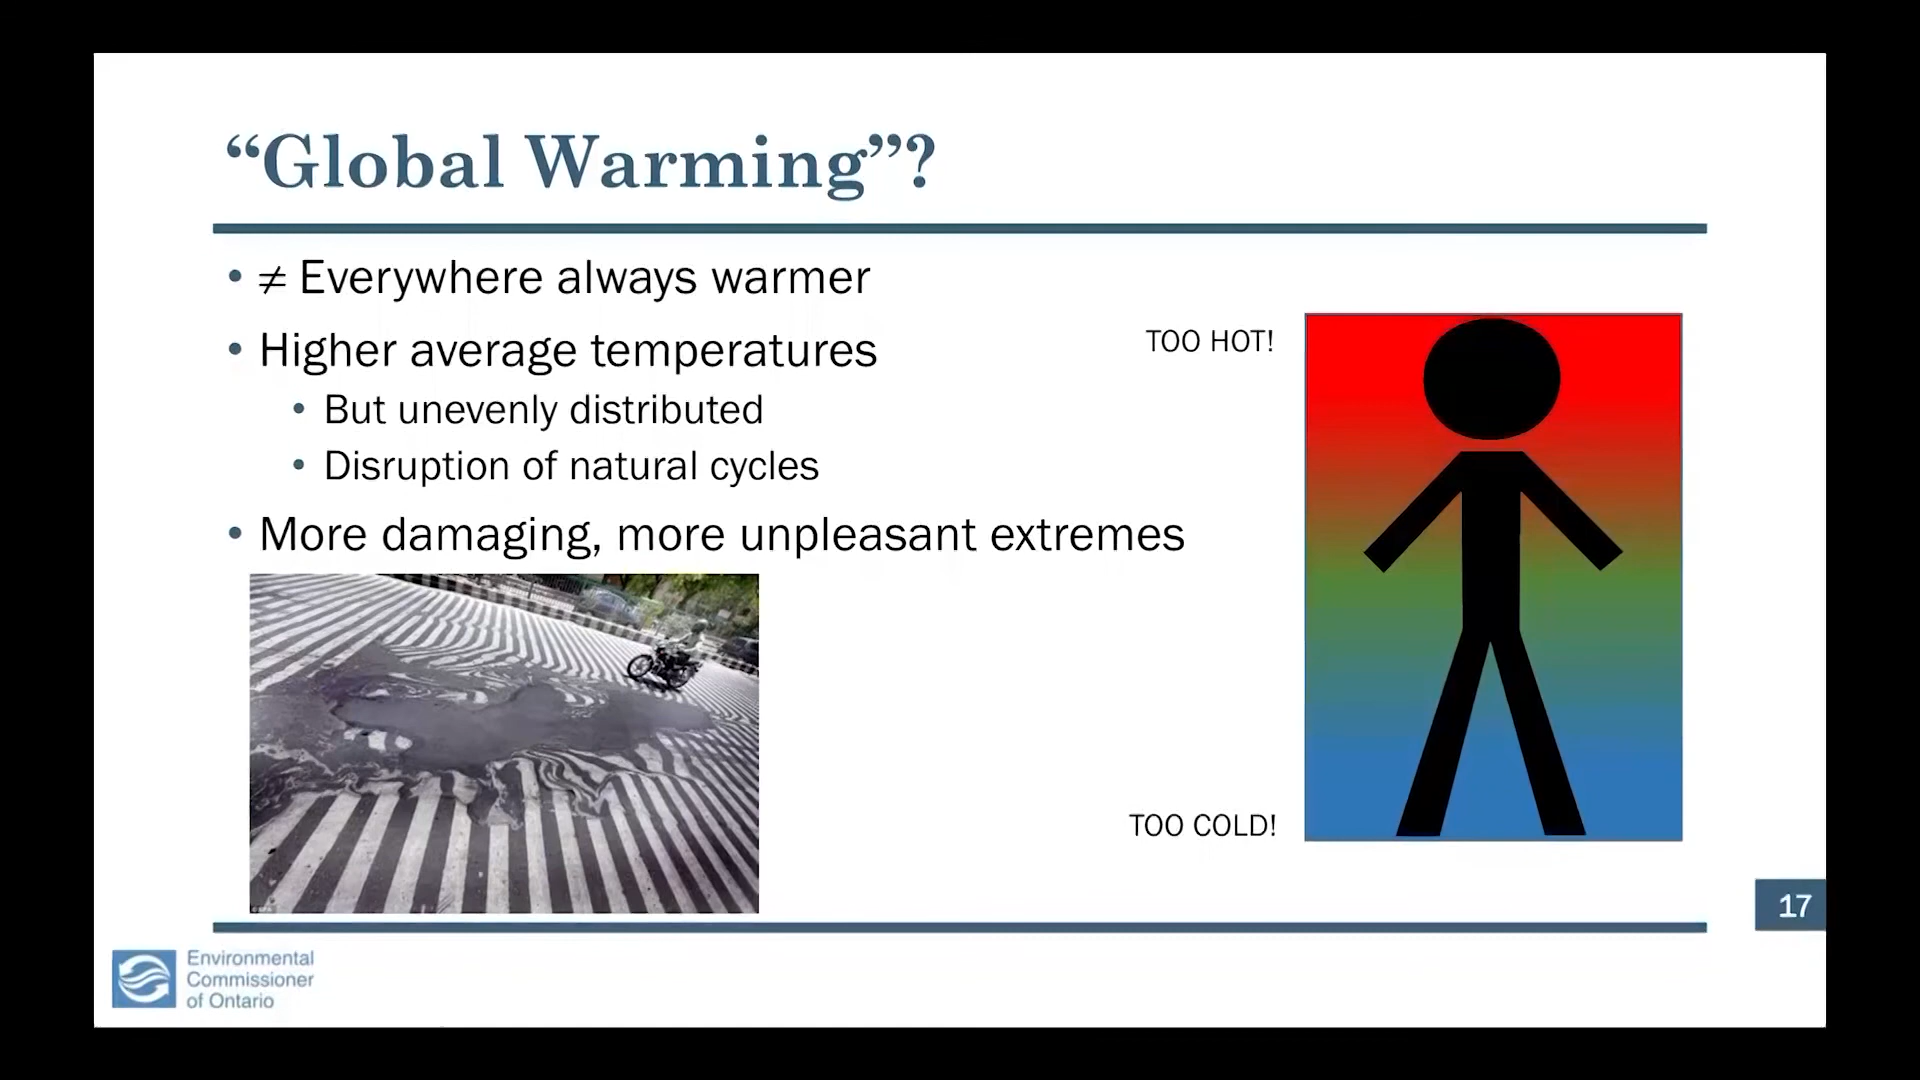 “Global Warming”?
• ≠ Everywhere always warmer
• Higher average temperatures
• But unevenly distributed
• Disruption of natural cycles
• More damaging, more unpleasant extremes
TOO HOT!
TOO COLD!
17
Environmental
Commissioner
of Ontario